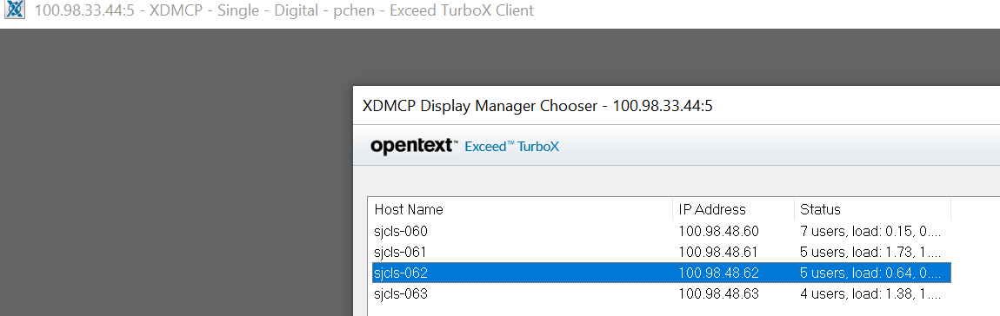 100.98.33.44:5 - XDMCP - Single - Digital - pchen - Exceed TurboX Client
XDMCP Display Manager Chooser - 100.98.33.44:5
opentext™ Exceed™ TurboX
Host Name IP Address Status
sjcls-060 100.98.48.60 7 users, load: 0.15, 0....
sjcls-061 100.98.48.61 5 users, load: 1.73, 1....
sjcls-062 100.98.48.62 5 users, load: 0.64, 0....
sjcls-063 100.98.48.63 4 users, load: 1.38, 1....